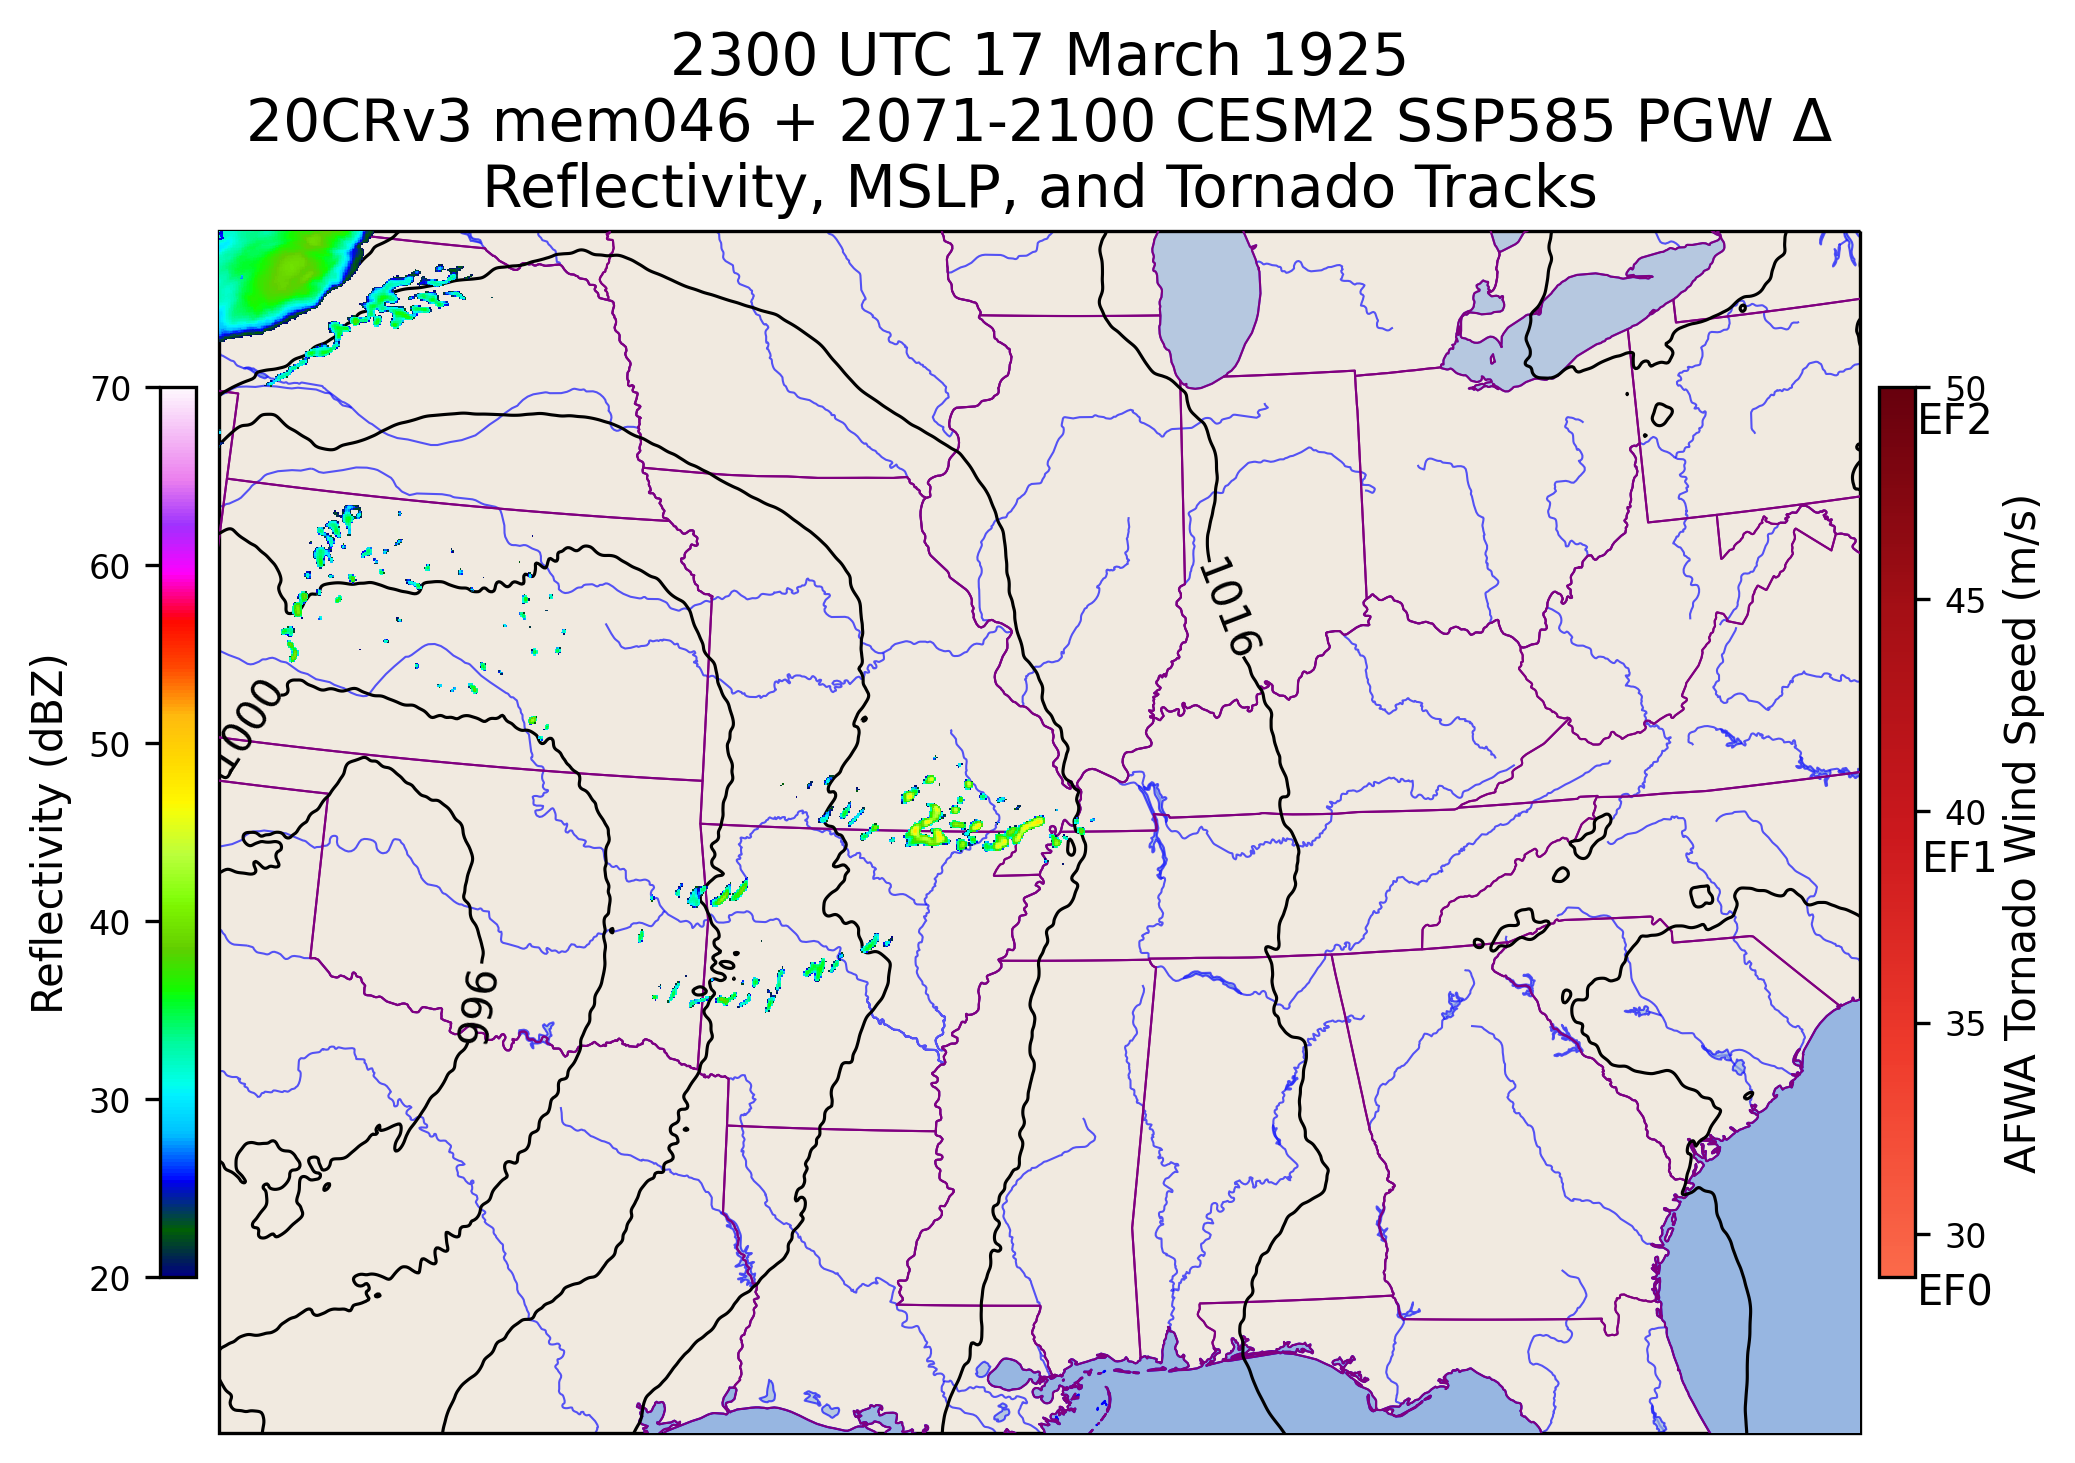 2300 UTC 17 March 1925
20CRv3 mem046 + 2071-2100 CESM2 SSP585 PGW Δ
Reflectivity, MSLP, and Tornado Tracks
70
60
50
40
30
20
Reflectivity (dBZ)
1016
1000
996
50
EF2
45
40
EF1
35
30
EF0
AFWA Tornado Wind Speed (m/s)